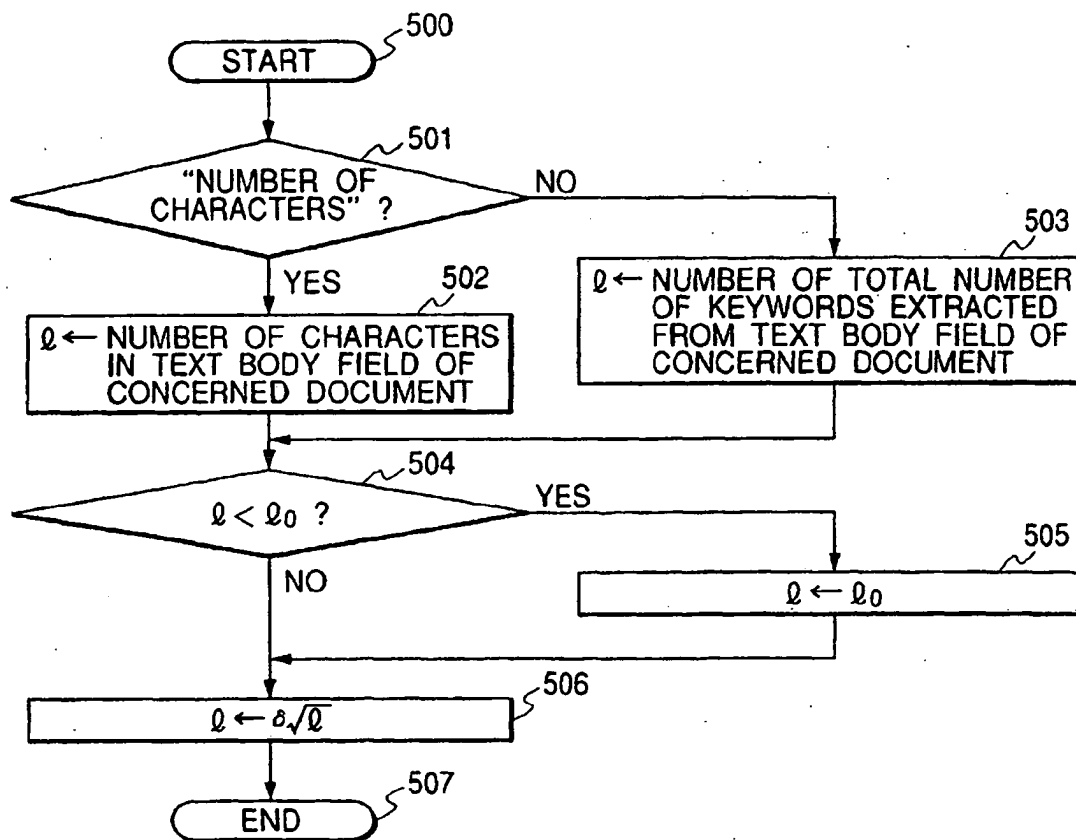 500
START
501
"NUMBER OF
CHARACTERS" ?
NO
YES
502
ℓ ← NUMBER OF CHARACTERS
IN TEXT BODY FIELD OF
CONCERNED DOCUMENT
503
ℓ ← NUMBER OF TOTAL NUMBER
OF KEYWORDS EXTRACTED
FROM TEXT BODY FIELD OF
CONCERNED DOCUMENT
504
ℓ < ℓ0 ?
YES
NO
505
ℓ ← ℓ0
506
ℓ ← δ√ℓ
END
507